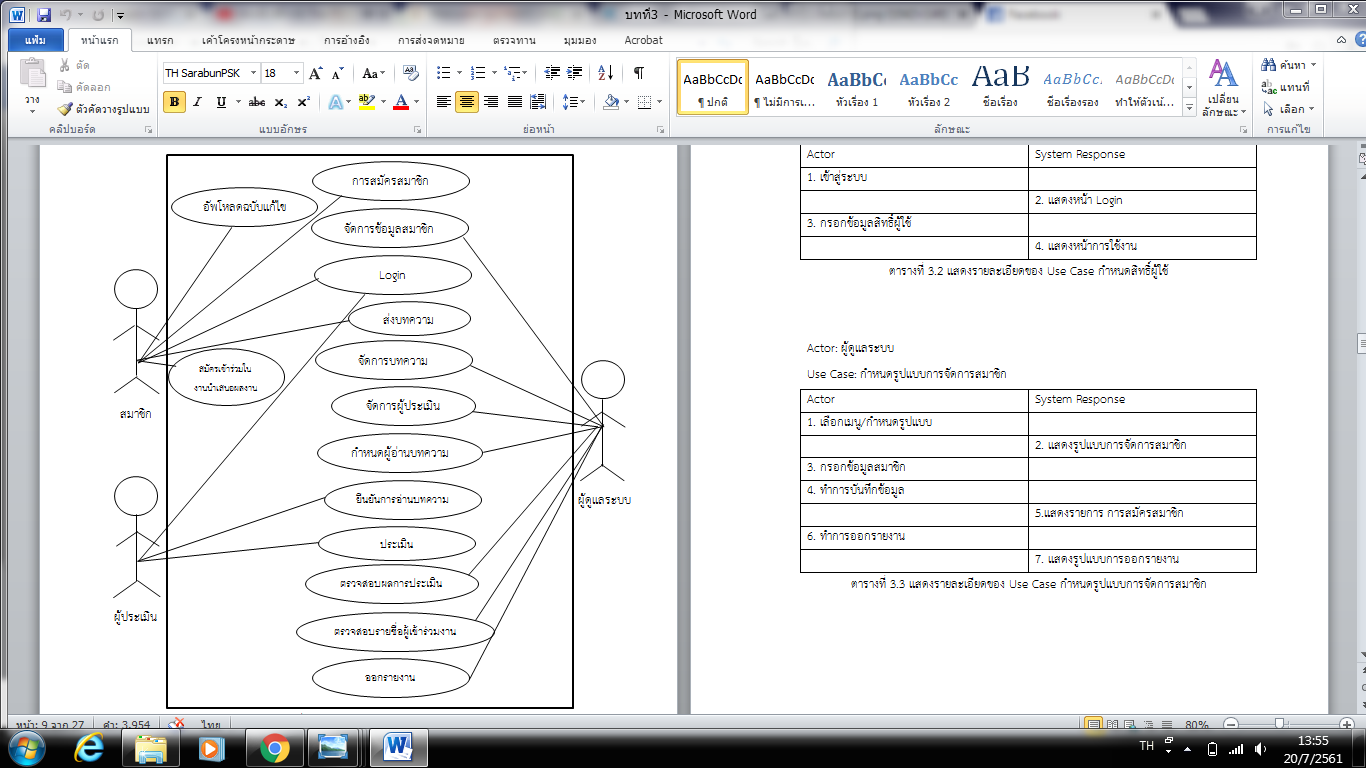 บทที่3 - Microsoft Word
แฟ้ม หน้าแรก แทรก เค้าโครงหน้ากระดาษ การอ้างอิง การส่งจดหมาย ตรวจทาน มุมมอง Acrobat
วาง
ตัด
คัดลอก
ตัวคัดวางรูปแบบ
คลิปบอร์ด
TH SarabunPSK 18
แบบอักษร
ย่อหน้า
AaBbCcDc AaBbCcDc AaBbCc AaBbCc AaB AaBbCc. AaBbCcDc
¶ ปกติ ¶ ไม่มีการเ... หัวเรื่อง 1 หัวเรื่อง 2 ชื่อเรื่อง ชื่อเรื่องรอง ทำให้ตัวเน้...
ลักษณะ
เปลี่ยน
ลักษณะ
ค้นหา
แทนที่
เลือก
การแก้ไข
การสมัครสมาชิก
อัพโหลดฉบับแก้ไข
จัดการข้อมูลสมาชิก
Login
ส่งบทความ
จัดการบทความ
สมัครเข้าร่วมใน
งานนำเสนอผลงาน
สมาชิก
จัดการผู้ประเมิน
กำหนดผู้อ่านบทความ
ยืนยันการอ่านบทความ
ผู้ดูแลระบบ
ประเมิน
ตรวจสอบผลการประเมิน
ผู้ประเมิน
ตรวจสอบรายชื่อผู้เข้าร่วมงาน
ออกรายงาน
Actor System Response
1. เข้าสู่ระบบ
2. แสดงหน้า Login
3. กรอกข้อมูลสิทธิ์ผู้ใช้
4. แสดงหน้าการใช้งาน
ตารางที่ 3.2 แสดงรายละเอียดของ Use Case กำหนดสิทธิ์ผู้ใช้
Actor: ผู้ดูแลระบบ
Use Case: กำหนดรูปแบบการจัดการสมาชิก
Actor System Response
1. เลือกเมนู/กำหนดรูปแบบ
2. แสดงรูปแบบการจัดการสมาชิก
3. กรอกข้อมูลสมาชิก
4. ทำการบันทึกข้อมูล
5.แสดงรายการ การสมัครสมาชิก
6. ทำการออกรายงาน
7. แสดงรูปแบบการออกรายงาน
ตารางที่ 3.3 แสดงรายละเอียดของ Use Case กำหนดรูปแบบการจัดการสมาชิก
หน้า: 9 จาก 27 คำ: 3,954 ไทย 80%
TH 13:55
20/7/2561